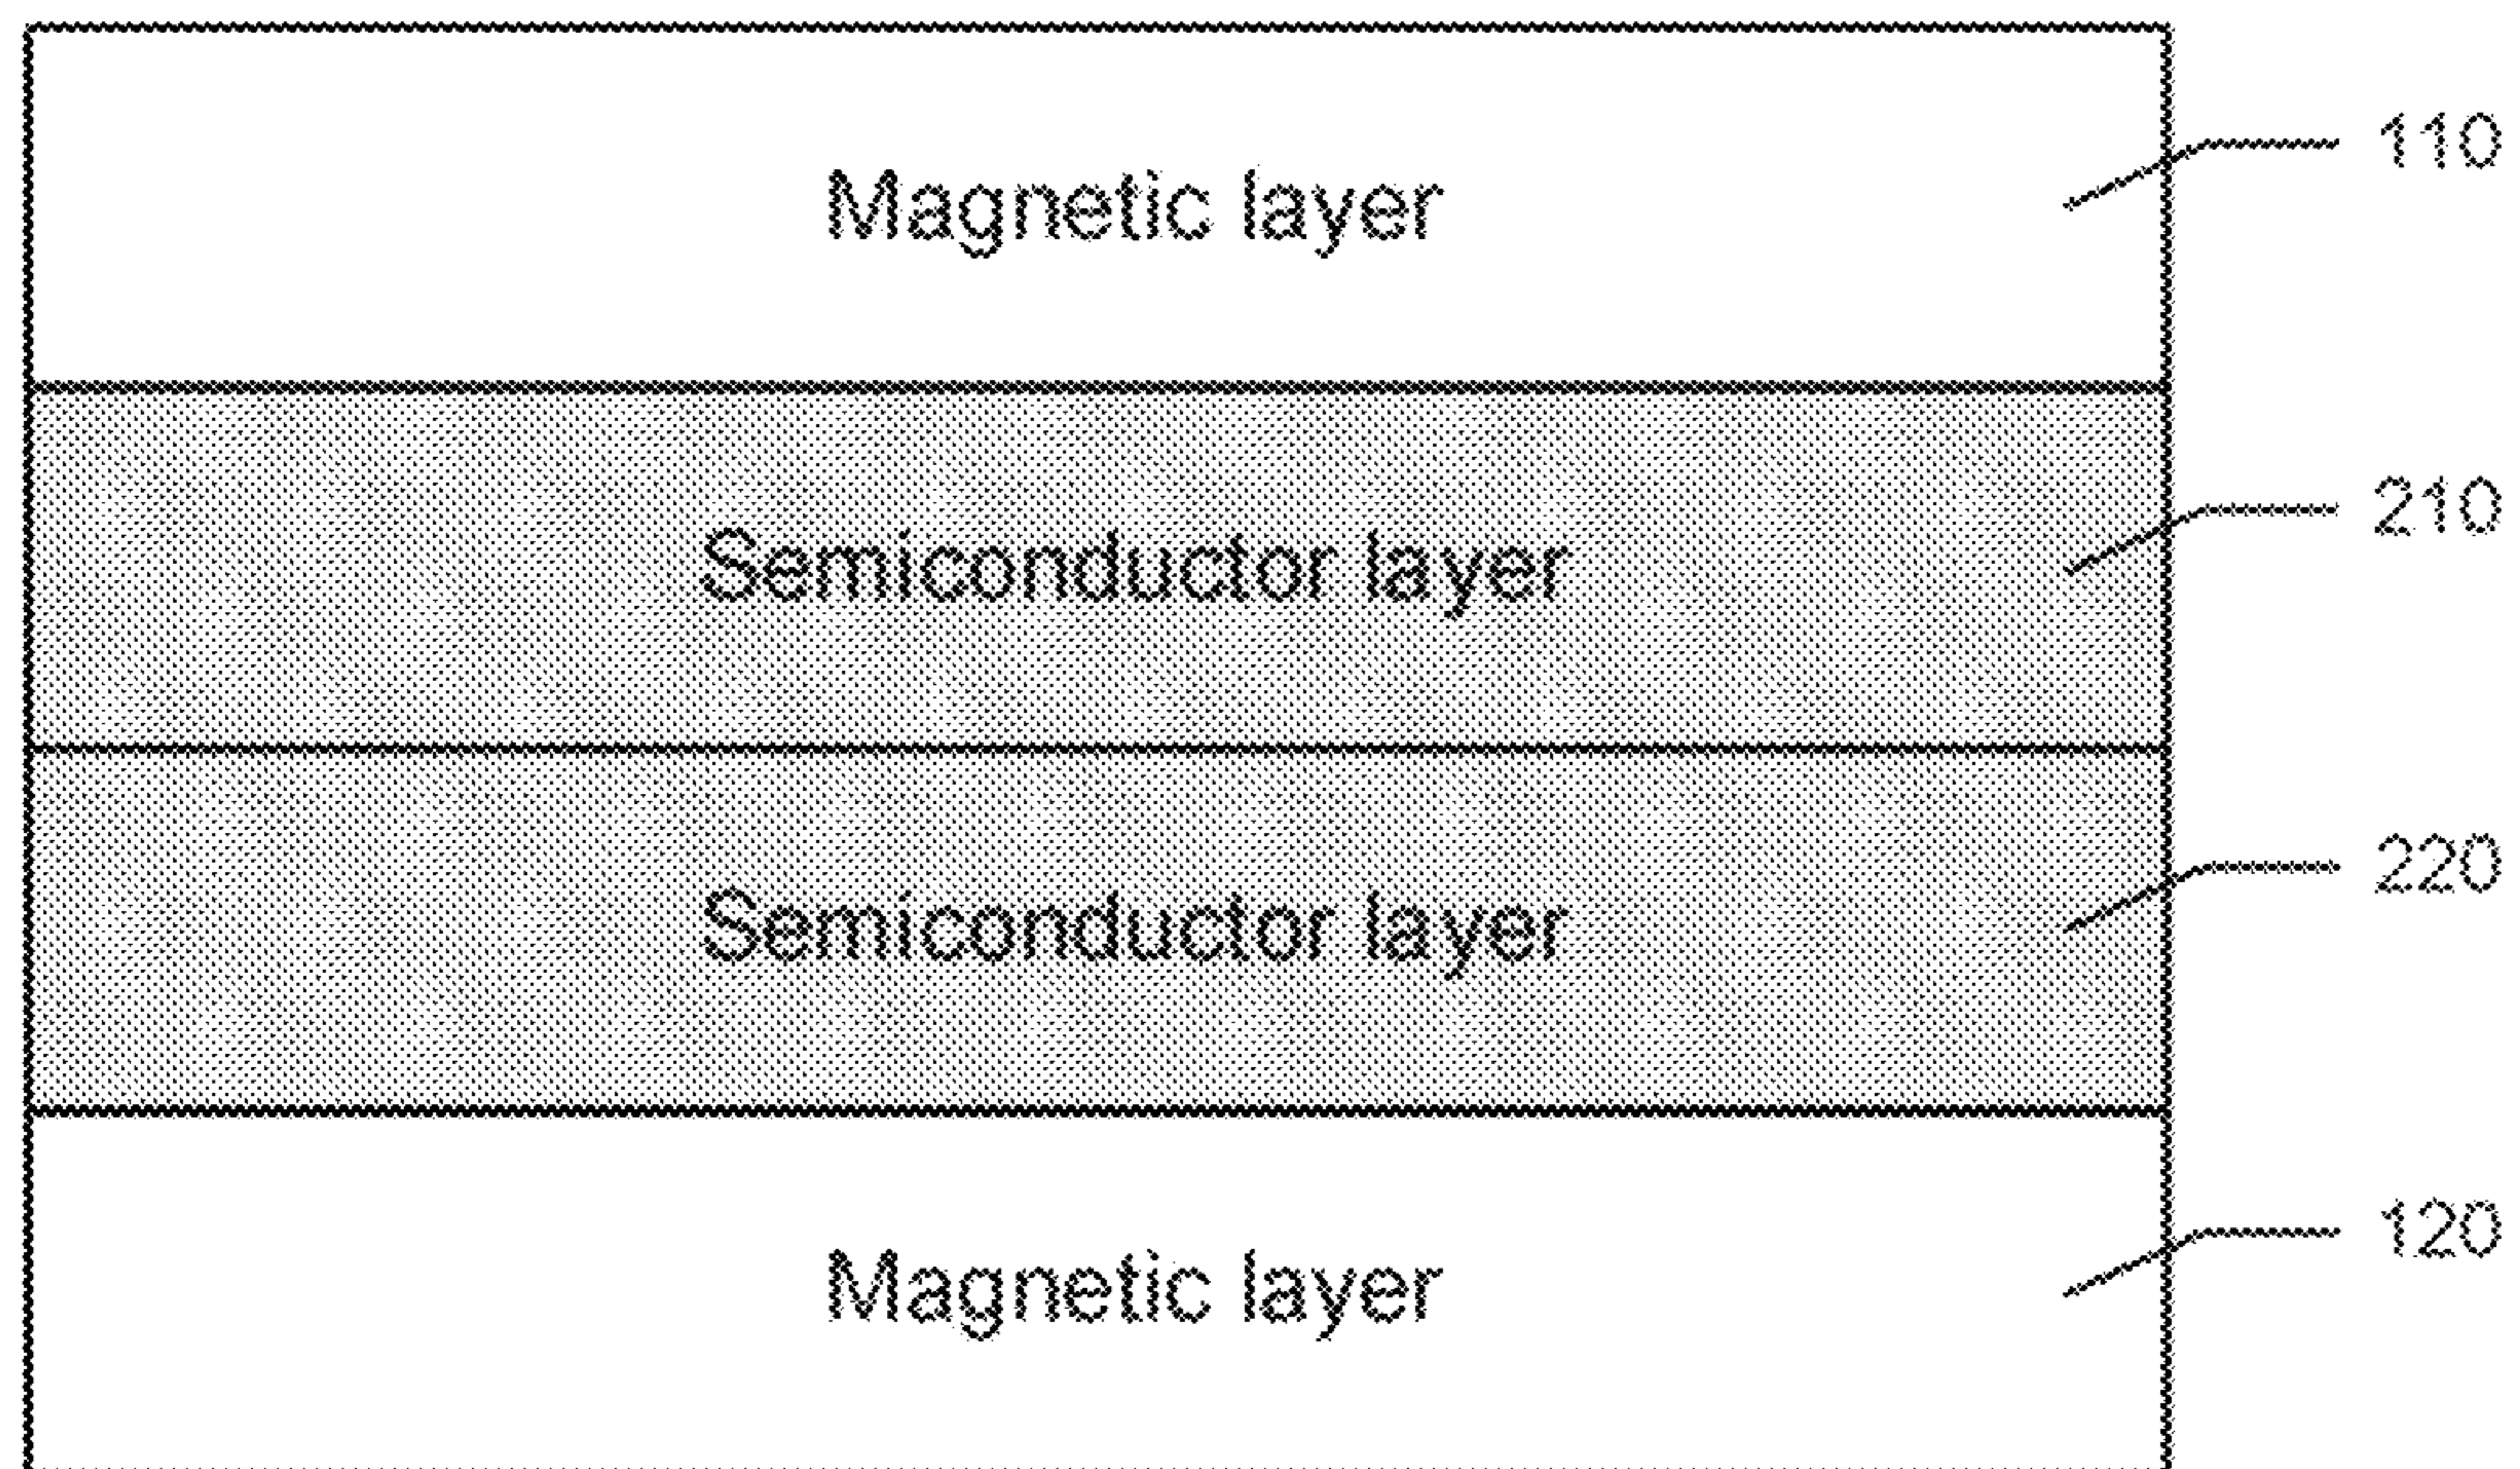 Magnetic layer
110
Semiconductor layer
210
Semiconductor layer
220
Magnetic layer
120